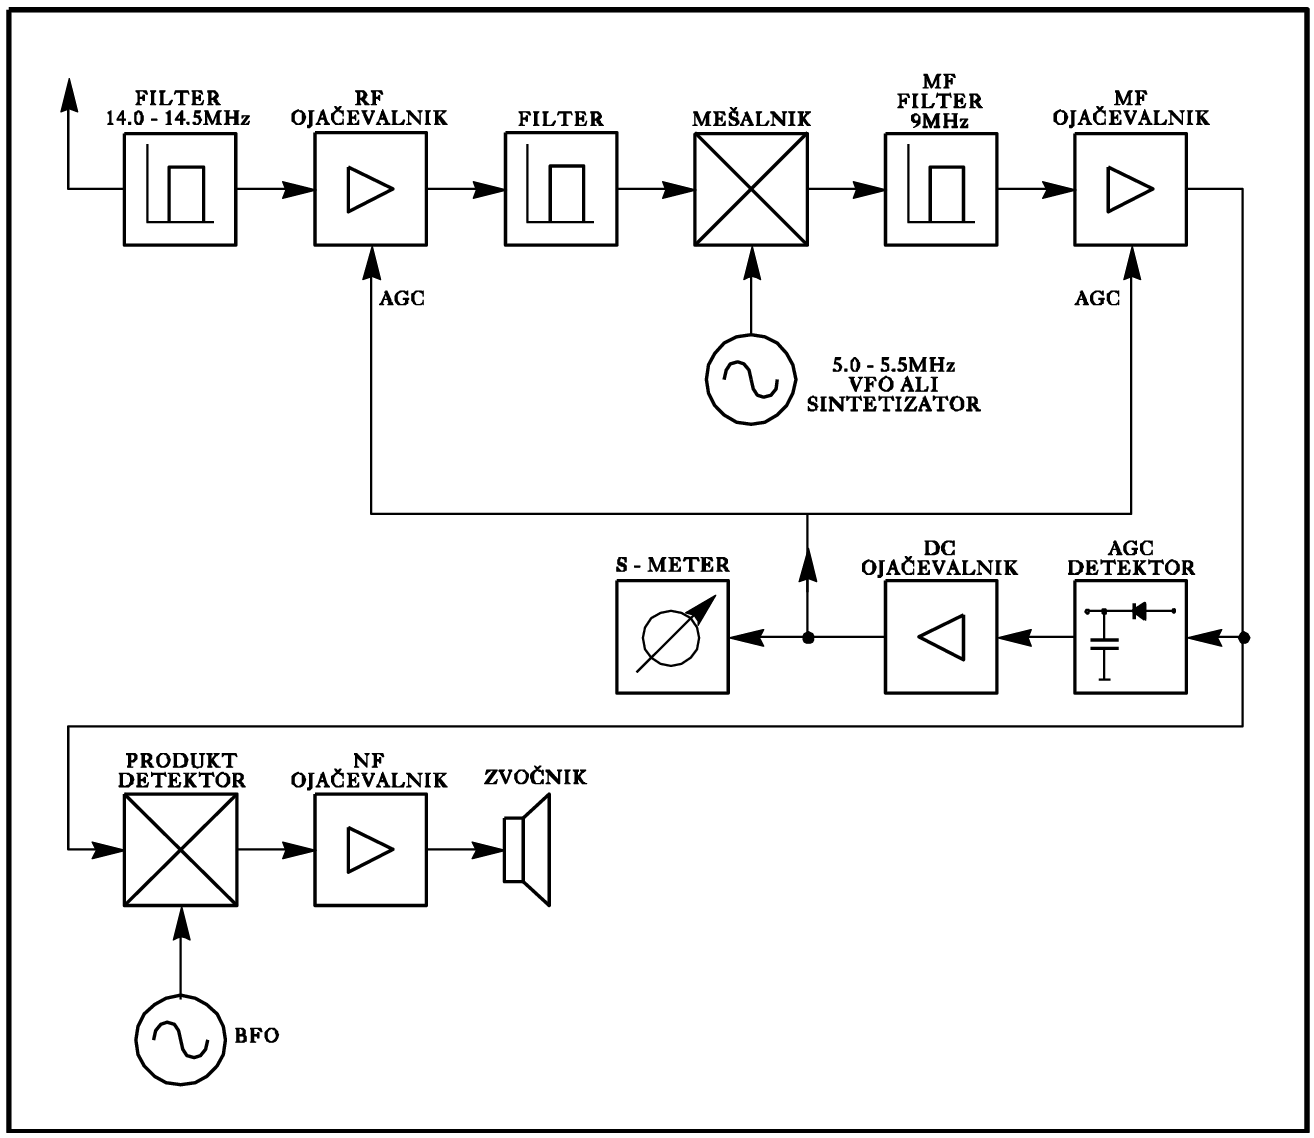 FILTER
14.0 - 14.5MHz
RF
OJAČEVALNIK
FILTER
MEŠALNIK
MF
FILTER
9MHz
MF
OJAČEVALNIK
AGC
AGC
5.0 - 5.5MHz
VFO ALI
SINTETIZATOR
S - METER
DC
OJAČEVALNIK
AGC
DETEKTOR
PRODUKT
DETEKTOR
NF
OJAČEVALNIK
ZVOČNIK
BFO